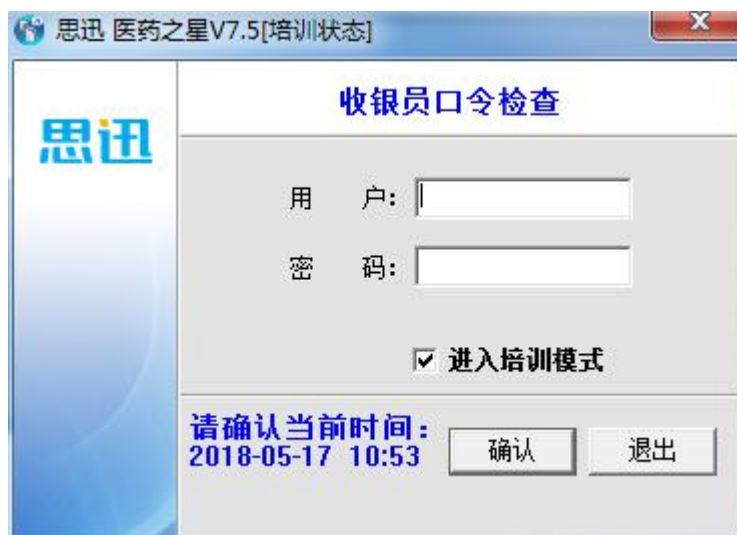 思迅 医药之星V7.5[培训状态]
思迅
收银员口令检查
用 户:
密 码:
进入培训模式
请确认当前时间:
2018-05-17 10:53
确认
退出